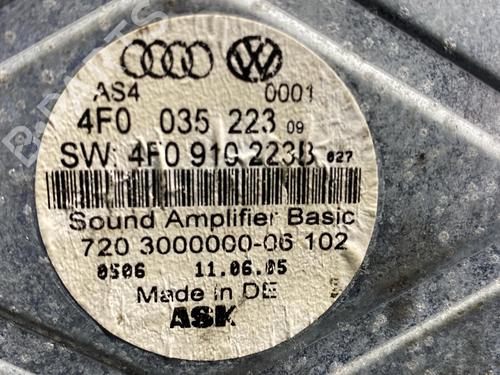 AS4 0001
4F0 035 223 09
SW: 4F0 910 223B 027
Sound Amplifier Basic
720 3000000-06 102
0506 11.06.05
Made in DE
ASK